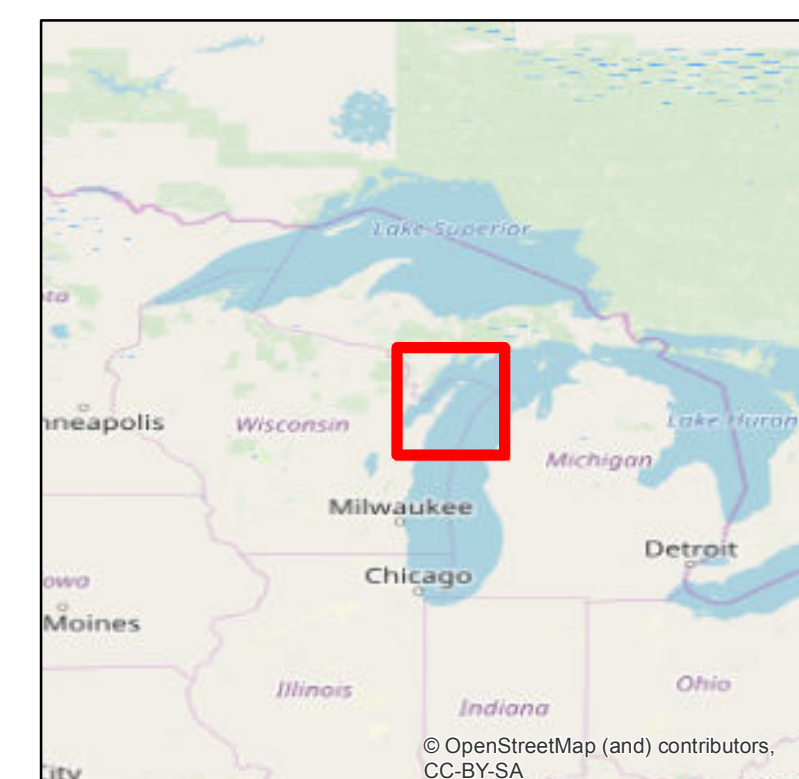 Lake Superior
ta
nneapolis
Wisconsin
Lake Huron
Michigan
Milwaukee
Detroit
Chicago
owa
Moines
Illinois
Ohio
Indiana
© OpenStreetMap (and) contributors,
CC-BY-SA
City